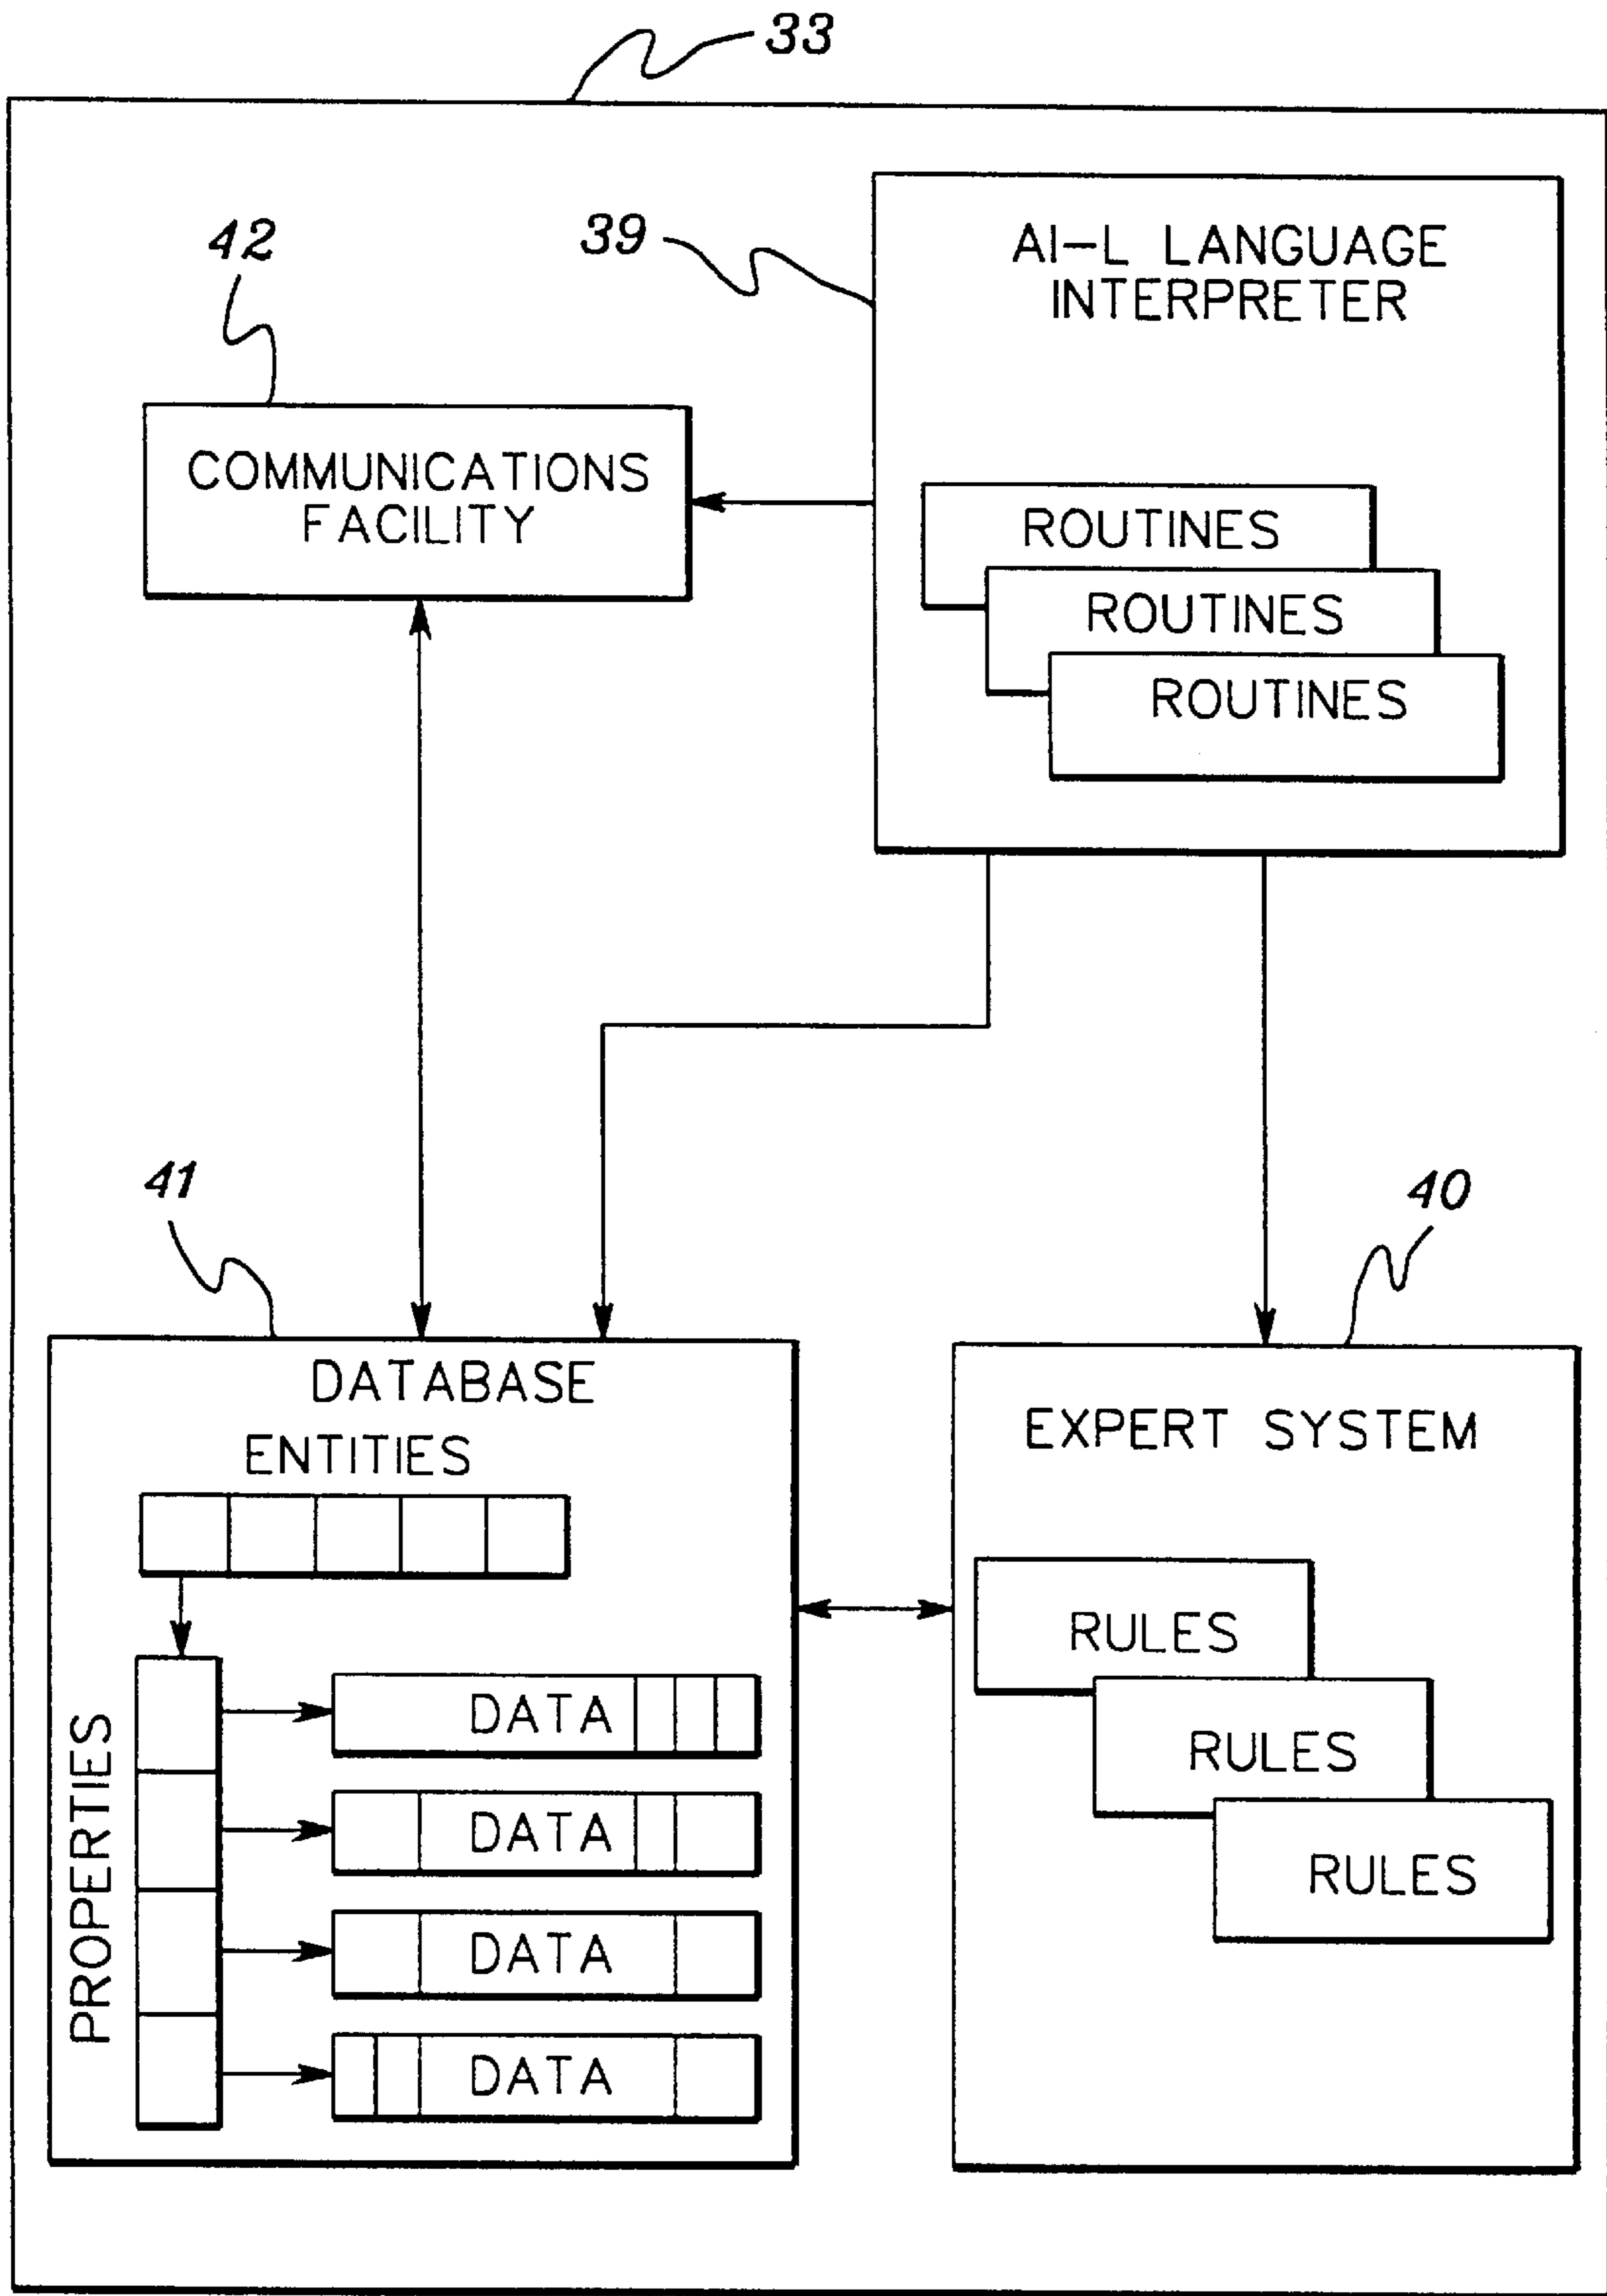 33
42
39
AI-L LANGUAGE
INTERPRETER
COMMUNICATIONS
FACILITY
ROUTINES
ROUTINES
ROUTINES
41
40
DATABASE
ENTITIES
EXPERT SYSTEM
PROPERTIES
DATA
DATA
DATA
DATA
RULES
RULES
RULES